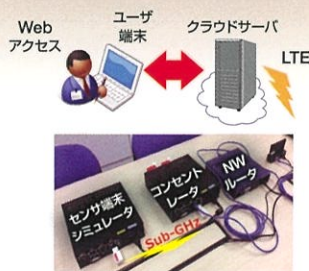 Web
アクセス
ユーザ
端末
クラウドサーバ
LTE
センサ端末
シミュレータ
コンセント
レータ
NW
ルータ
Sub-GHz